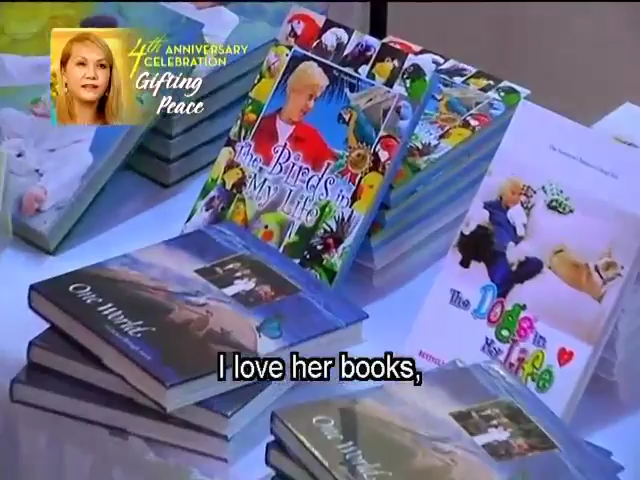 4th ANNIVERSARY
CELEBRATION
Gifting
Peace
The Birds in
My Life
One World
The Dogs in
My Life
I love her books,
One World